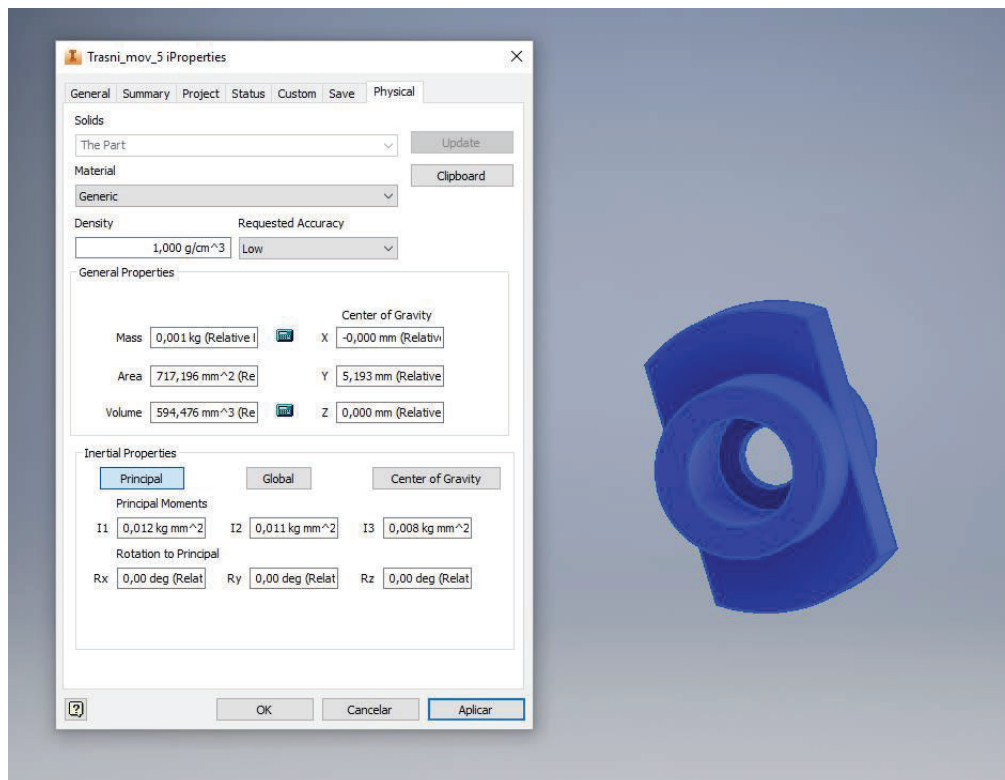 Trasni_mov_5 iProperties
General Summary Project Status Custom Save Physical
Solids
The Part
Update
Material
Clipboard
Generic
Density Requested Accuracy
1,000 g/cm^3 Low
General Properties
Center of Gravity
Mass 0,001 kg (Relative X -0,000 mm (Relativ
Area 717,196 mm^2 (Re Y 5,193 mm (Relative
Volume 594,476 mm^3 (Re Z 0,000 mm (Relative
Inertial Properties
Principal Global Center of Gravity
Principal Moments
I1 0,012 kg mm^2 I2 0,011 kg mm^2 I3 0,008 kg mm^2
Rotation to Principal
Rx 0,00 deg (Relat Ry 0,00 deg (Relat Rz 0,00 deg (Relat
OK Cancelar Aplicar